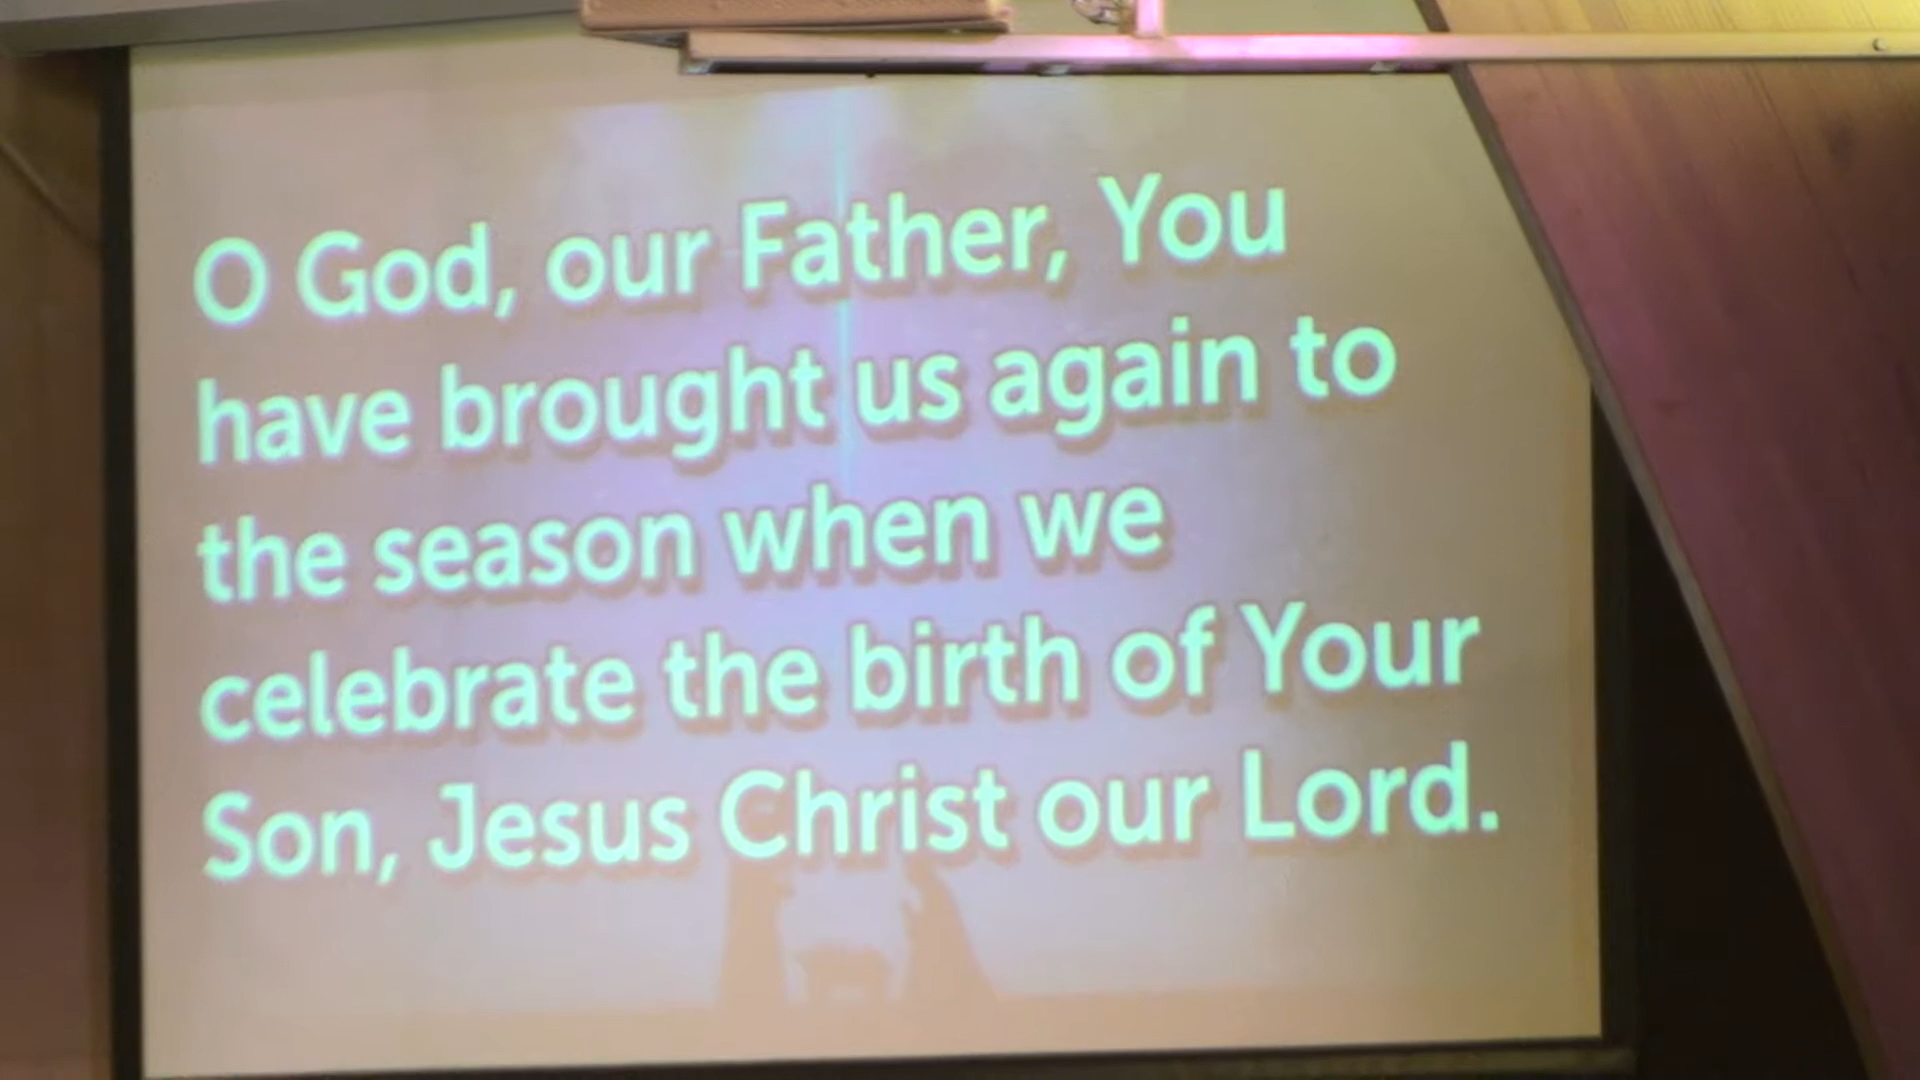 O God, our Father, You
have brought us again to
the season when we
celebrate the birth of Your
Son, Jesus Christ our Lord.